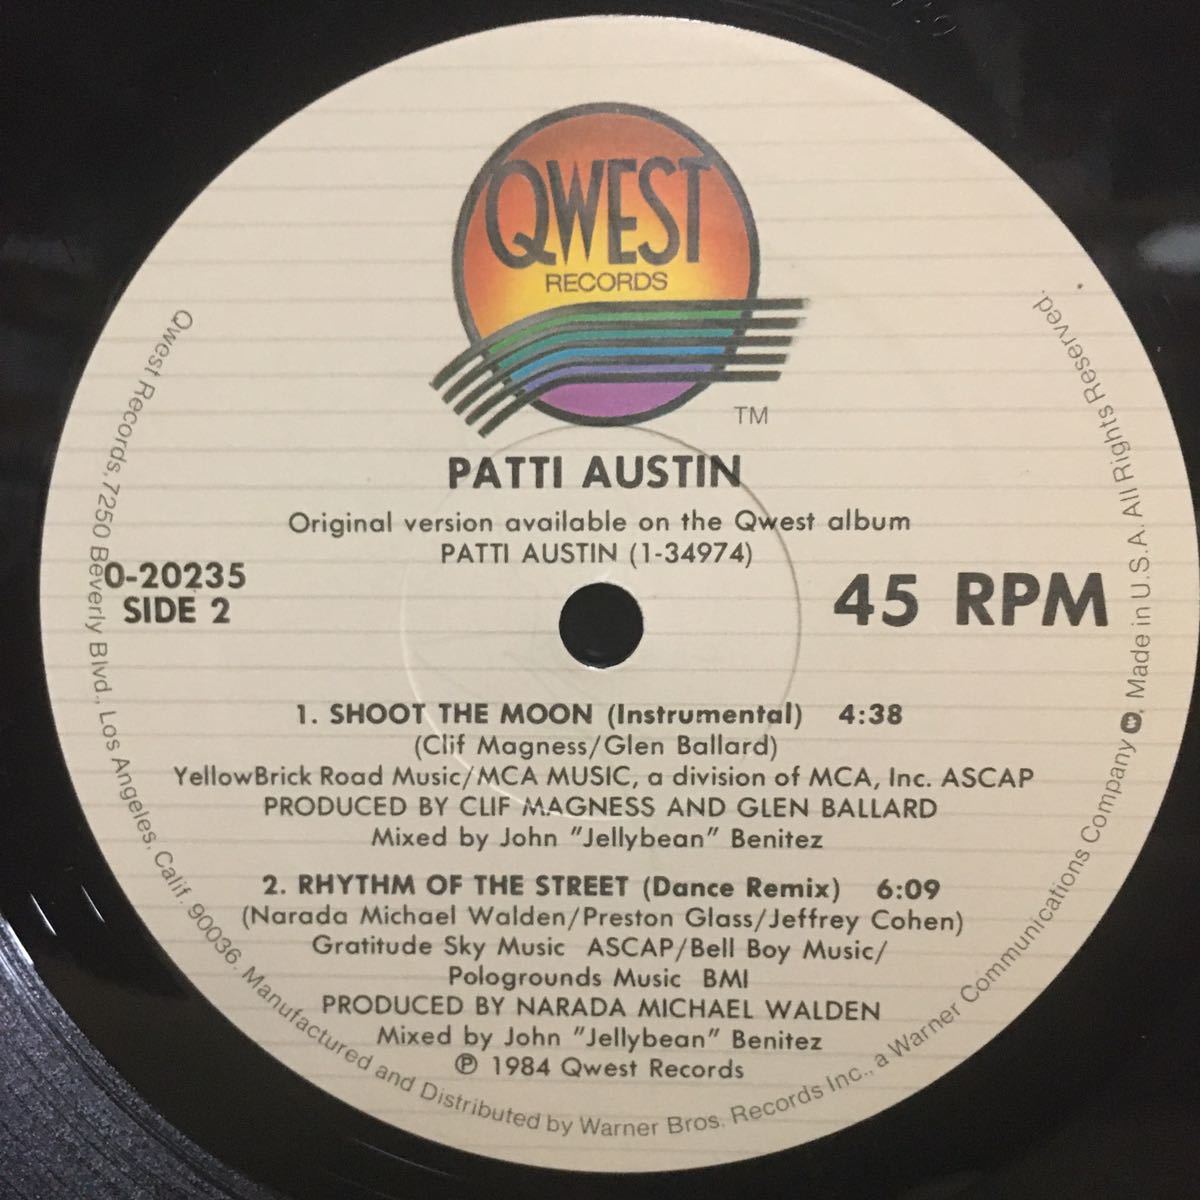 QWEST
RECORDS
TM
PATTI AUSTIN
Original version available on the Qwest album
PATTI AUSTIN (1-34974)
0-20235
SIDE 2
45 RPM
1. SHOOT THE MOON (Instrumental) 4:38
(Clif Magness/Glen Ballard)
YellowBrick Road Music/MCA MUSIC, a division of MCA, Inc. ASCAP
PRODUCED BY CLIF MAGNESS AND GLEN BALLARD
Mixed by John "Jellybean" Benitez
2. RHYTHM OF THE STREET (Dance Remix) 6:09
(Narada Michael Walden/Preston Glass/Jeffrey Cohen)
Gratitude Sky Music ASCAP/Bell Boy Music/
Pologrounds Music BMI
PRODUCED BY NARADA MICHAEL WALDEN
Mixed by John "Jellybean" Benitez
℗ 1984 Qwest Records
Qwest Records, 7250 Beverly Blvd., Los Angeles, Calif. 90036. Manufactured and Distributed by Warner Bros. Records Inc., a Warner Communications Company. Made in U.S.A. All Rights Reserved.